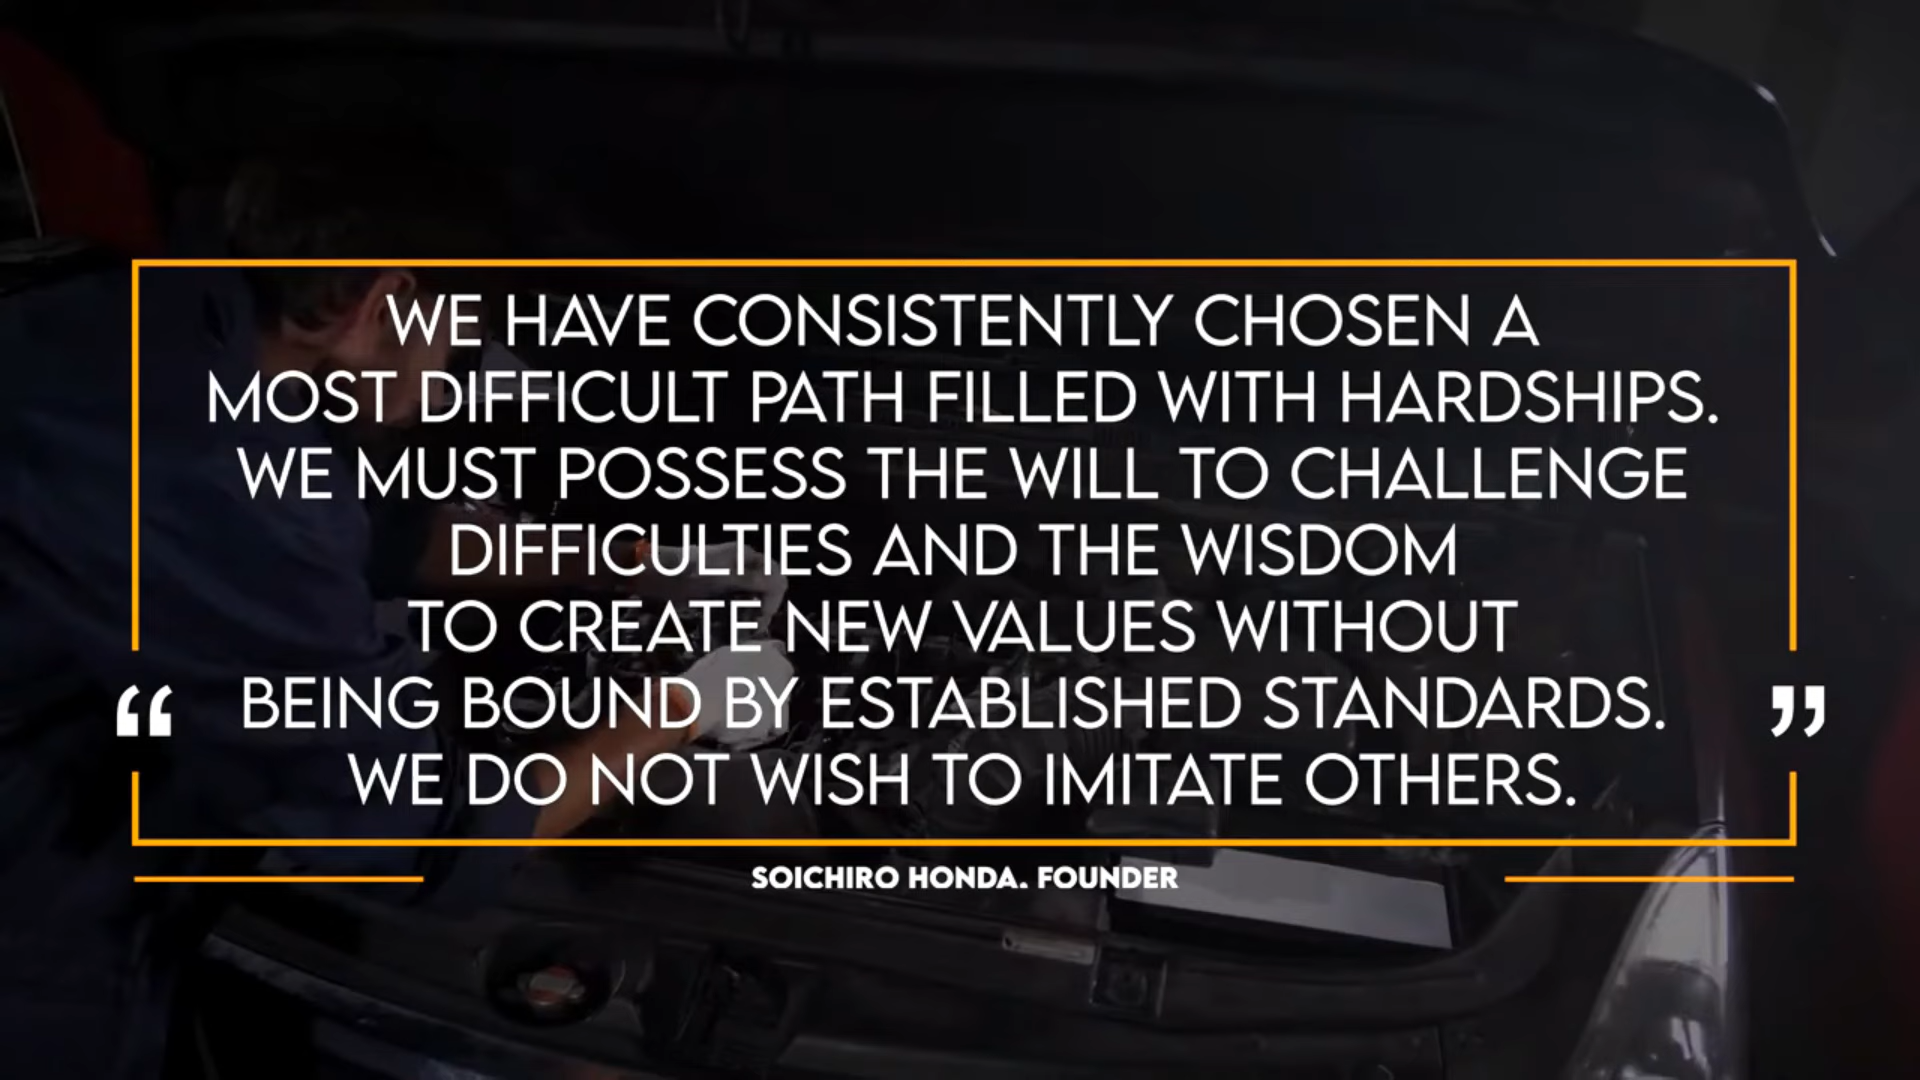 WE HAVE CONSISTENTLY CHOSEN A
MOST DIFFICULT PATH FILLED WITH HARDSHIPS.
WE MUST POSSESS THE WILL TO CHALLENGE
DIFFICULTIES AND THE WISDOM
TO CREATE NEW VALUES WITHOUT
“ BEING BOUND BY ESTABLISHED STANDARDS. ”
WE DO NOT WISH TO IMITATE OTHERS.
SOICHIRO HONDA. FOUNDER